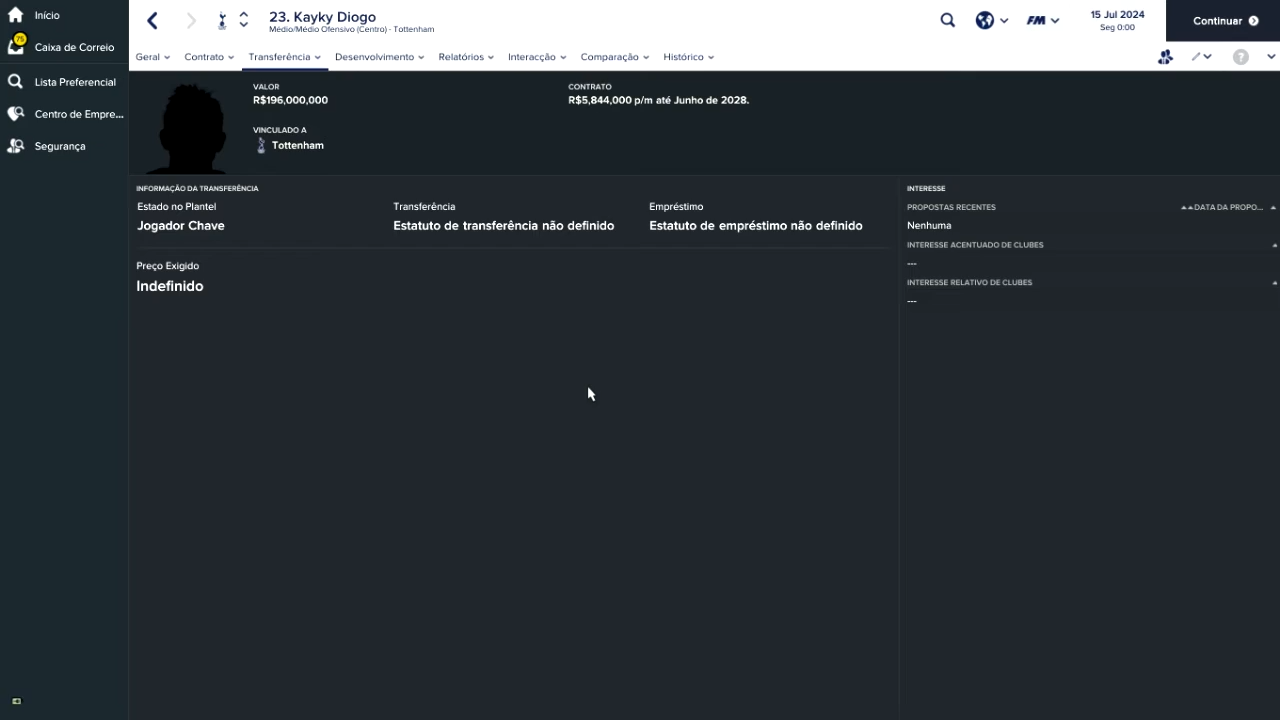 Início
75
Caixa de Correio
Lista Preferencial
Centro de Empre...
Segurança
23. Kayky Diogo
Médio/Médio Ofensivo (Centro) - Tottenham
FM
15 Jul 2024
Seg 0:00
Continuar
Geral
Contrato
Transferência
Desenvolvimento
Relatórios
Interacção
Comparação
Histórico
?
VALOR
R$196,000,000
CONTRATO
R$5,844,000 p/m até Junho de 2028.
VINCULADO A
Tottenham
INFORMAÇÃO DA TRANSFERÊNCIA
Estado no Plantel
Jogador Chave
Transferência
Estatuto de transferência não definido
Empréstimo
Estatuto de empréstimo não definido
Preço Exigido
Indefinido
INTERESSE
PROPOSTAS RECENTES
DATA DA PROPO...
Nenhuma
INTERESSE ACENTUADO DE CLUBES
---
INTERESSE RELATIVO DE CLUBES
---